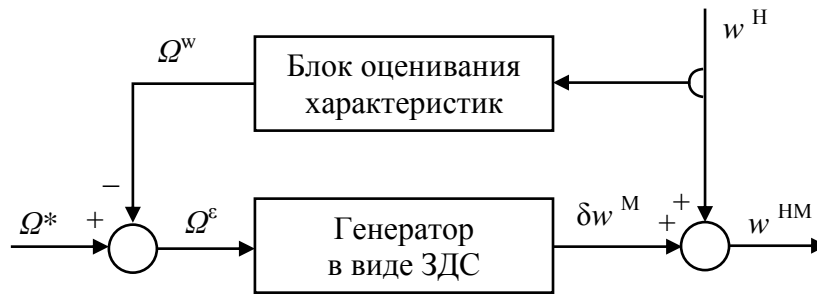 Ω^w
Блок оценивания
характеристик
w^Н
−
+
Ω*
+
Ω^ε
Генератор
в виде ЗДС
δw^М
+
w^НМ